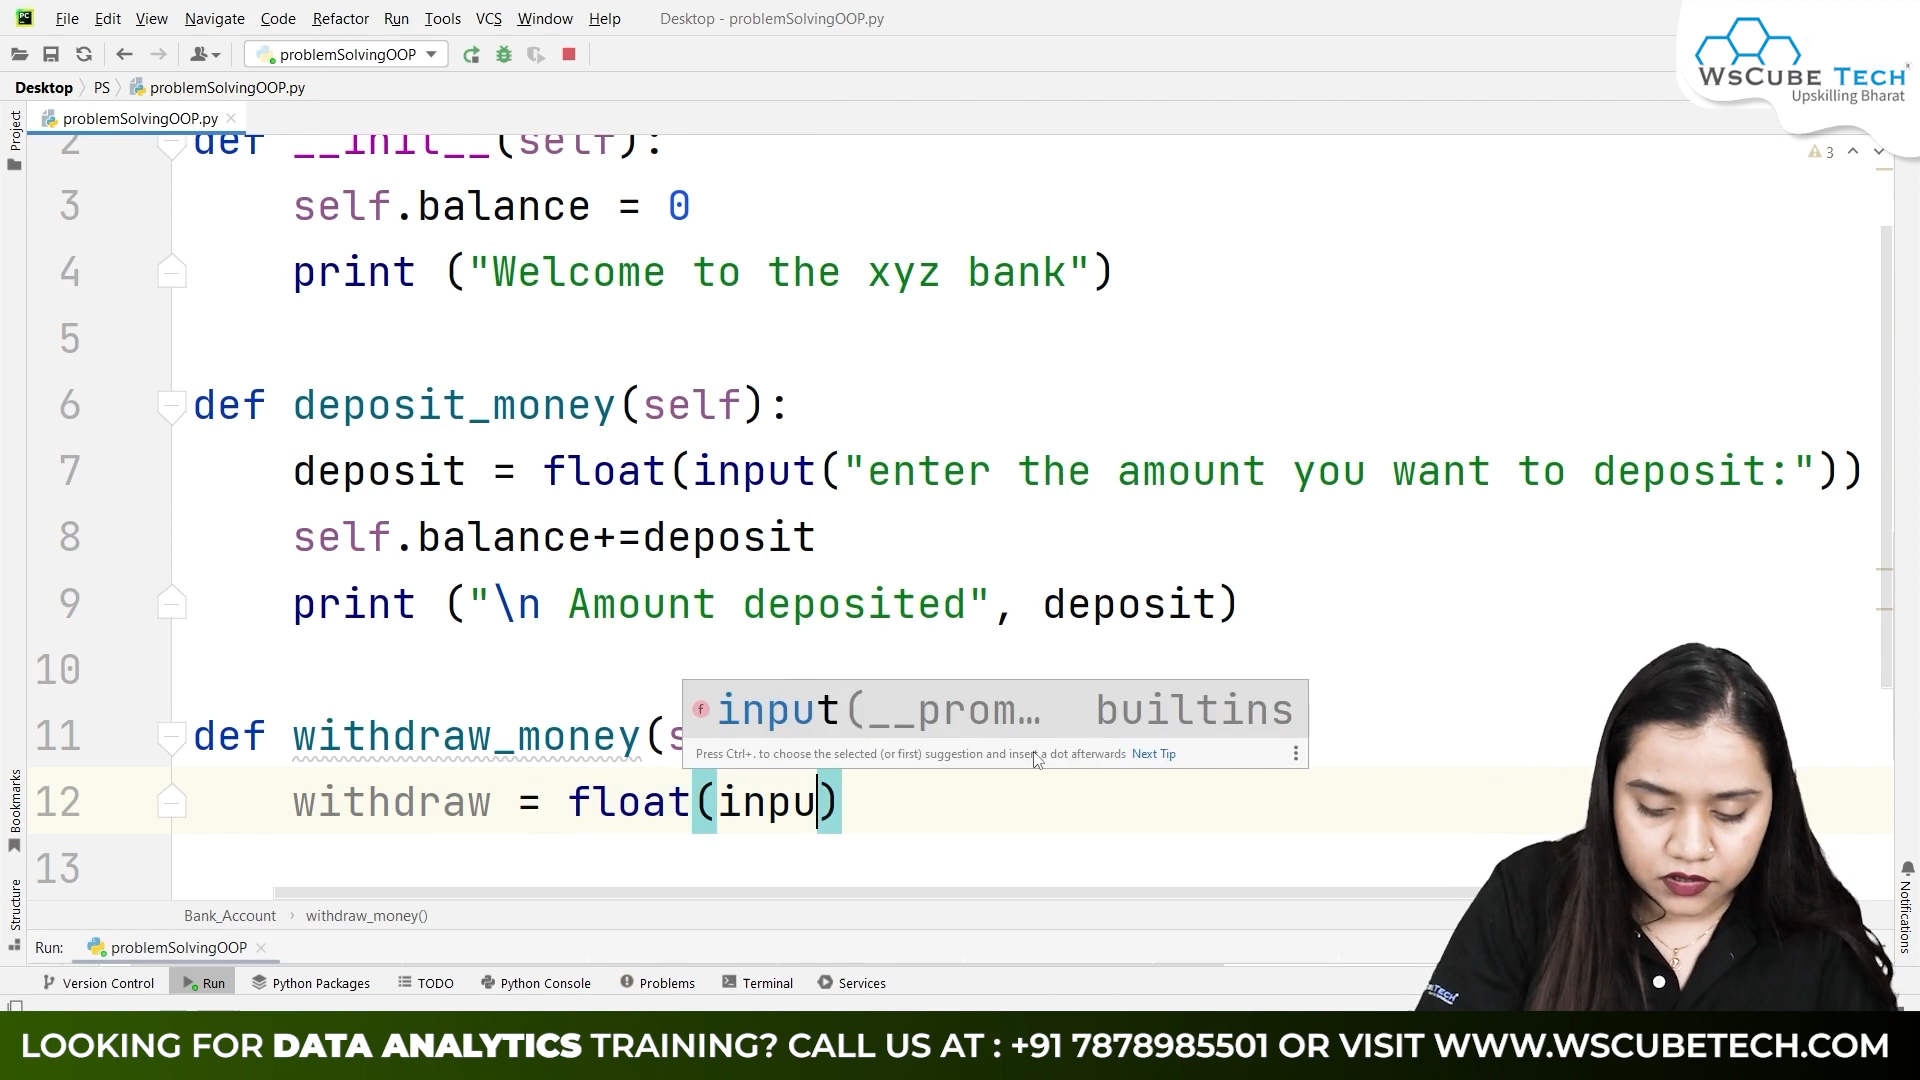 PC File Edit View Navigate Code Refactor Run Tools VCS Window Help Desktop - problemSolvingOOP.py
problemSolvingOOP
WSCUBE TECH
Upskilling Bharat
Desktop PS problemSolvingOOP.py
problemSolvingOOP.py
Project
3
2 def __init__(self):
3 self.balance = 0
4 print ("Welcome to the xyz bank")
5
6 def deposit_money(self):
7 deposit = float(input("enter the amount you want to deposit:"))
8 self.balance+=deposit
9 print ("\n Amount deposited", deposit)
10
input(__prom… builtins
11 def withdraw_money(s
Press Ctrl+. to choose the selected (or first) suggestion and insert a dot afterwards Next Tip
12 withdraw = float(inpu)
13
Bookmarks
Structure
Notifications
Bank_Account withdraw_money()
Run: problemSolvingOOP
Version Control Run Python Packages TODO Python Console Problems Terminal Services
LOOKING FOR DATA ANALYTICS TRAINING? CALL US AT : +91 7878985501 OR VISIT WWW.WSCUBETECH.COM